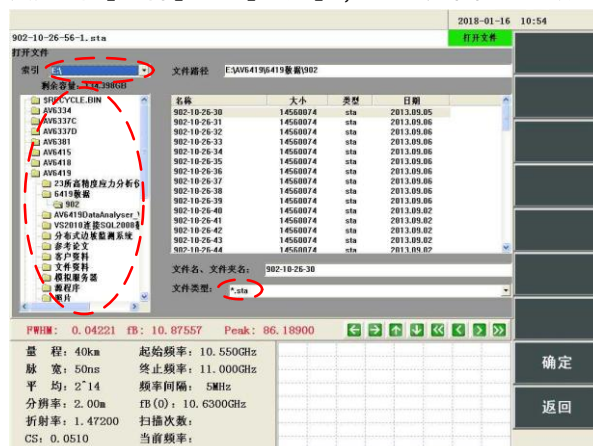 2018-01-16 10:54
902-10-26-56-1.sta
打开文件
打开文件
索引 E:\
文件路径 E:\AV6419\6419数据\902
剩余容量: 134.398GB
$RECYCLE.BIN
AV6334
AV6337C
AV6337D
AV6381
AV6415
AV6418
AV6419
23所高精度应力分析仪
6419数据
902
AV6419DataAnalyser_V
VS2010连接SQL2008
分布式边坡监测系统
参考论文
客户资料
文件资料
模拟服务器
源程序
照片
名称 大小 类型 日期
902-10-26-30 14560074 sta 2013.09.05
902-10-26-31 14560074 sta 2013.09.06
902-10-26-32 14560074 sta 2013.09.06
902-10-26-33 14560074 sta 2013.09.06
902-10-26-34 14560074 sta 2013.09.06
902-10-26-35 14560074 sta 2013.09.06
902-10-26-36 14560074 sta 2013.09.06
902-10-26-37 14560074 sta 2013.09.06
902-10-26-38 14560074 sta 2013.09.06
902-10-26-39 14560074 sta 2013.09.06
902-10-26-40 14560074 sta 2013.09.02
902-10-26-41 14560074 sta 2013.09.02
902-10-26-42 14560074 sta 2013.09.02
902-10-26-43 14560074 sta 2013.09.02
902-10-26-44 14560074 sta 2013.09.02
文件名、文件夹名: 902-10-26-30
文件类型: *.sta
FWHM: 0.04221 fB: 10.87557 Peak: 86.18900
量 程: 40km 起始频率: 10.550GHz
脉 宽: 50ns 终止频率: 11.000GHz
平 均: 2^14 频率间隔: 5MHz
分辨率: 2.00m fB(0): 10.6300GHz
折射率: 1.47200 扫描次数:
CS: 0.0510 当前频率:
确定
返回